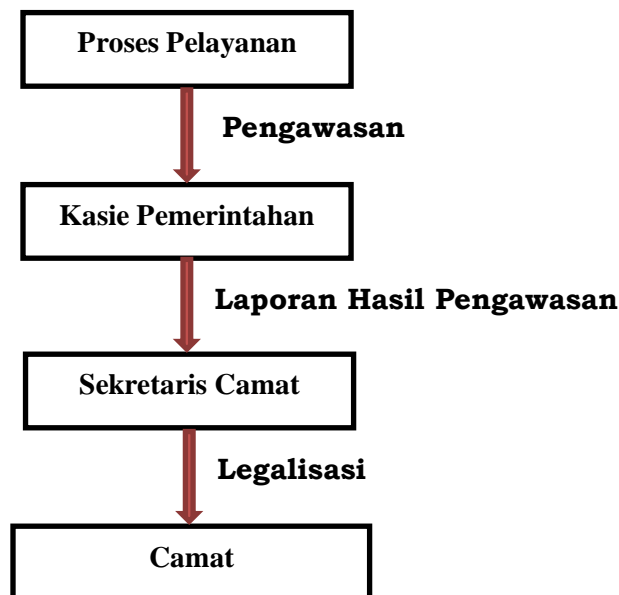 Proses Pelayanan
Pengawasan
Kasie Pemerintahan
Laporan Hasil Pengawasan
Sekretaris Camat
Legalisasi
Camat